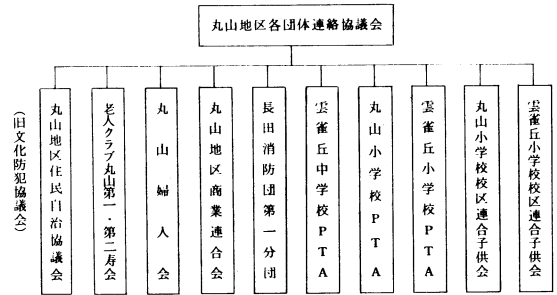 丸山地区各団体連絡協議会
丸山地区住民自治協議会
(旧文化防犯協議会)
老人クラブ丸山第一・第二寿会
丸山婦人会
丸山地区商業連合会
長田消防団第一分団
雲雀丘中学校PTA
丸山小学校PTA
雲雀丘小学校PTA
丸山小学校校区連合子供会
雲雀丘小学校校区連合子供会